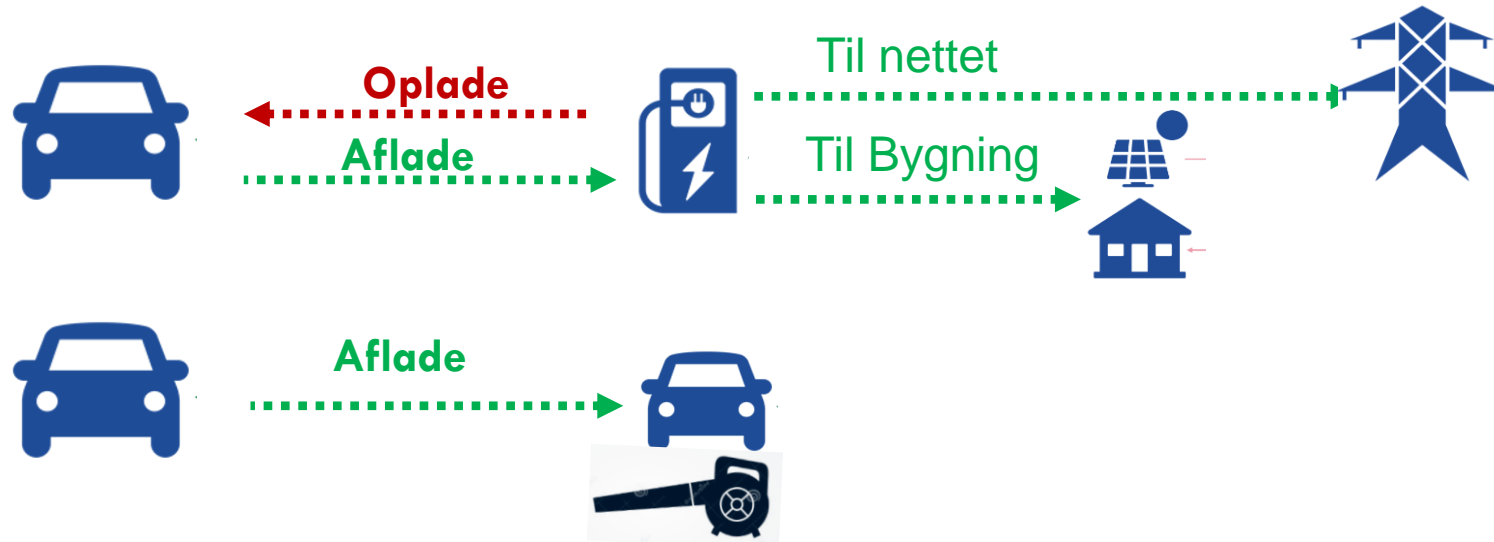 Til nettet
Oplade
Aflade
Til Bygning
Aflade